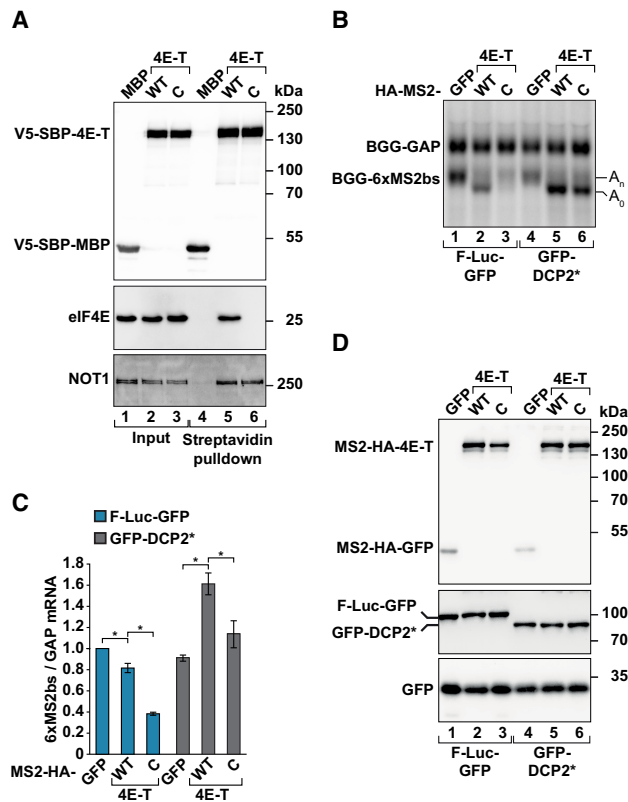 A
4E-T
MBP WT C MBP WT C
kDa
V5-SBP-4E-T
250
130
100
70
V5-SBP-MBP
55
eIF4E
25
NOT1
250
1 2 3 4 5 6
Input Streptavidin
pulldown
B
4E-T 4E-T
HA-MS2- GFP WT C GFP WT C
BGG-GAP
BGG-6xMS2bs
An
A0
1 2 3 4 5 6
F-Luc-
GFP
GFP-
DCP2*
C
F-Luc-GFP
GFP-DCP2*
6xMS2bs / GAP mRNA
1.8
1.6
1.4
1.2
1.0
0.8
0.6
0.4
0.2
0
* * * *
MS2-HA- GFP WT C GFP WT C
4E-T 4E-T
D
4E-T 4E-T
GFP WT C GFP WT C
kDa
MS2-HA-4E-T
250
130
100
70
55
MS2-HA-GFP
F-Luc-GFP
GFP-DCP2*
100
70
GFP
35
1 2 3 4 5 6
F-Luc-
GFP
GFP-
DCP2*